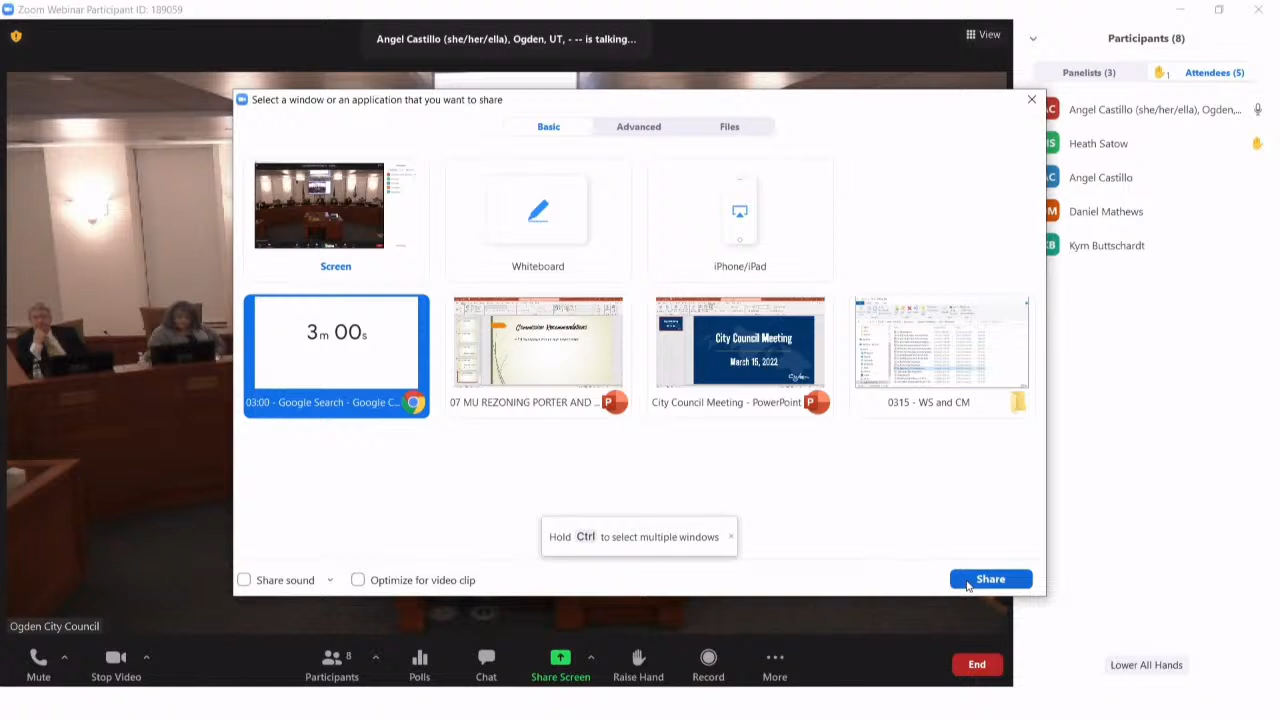 Zoom Webinar Participant ID: 189059
Angel Castillo (she/her/ella), Ogden, UT, - -- is talking...
View
Participants (8)
Panelists (3)
1
Attendees (5)
Angel Castillo (she/her/ella), Ogden,...
Heath Satow
Angel Castillo
Daniel Mathews
Kym Buttschardt
Select a window or an application that you want to share
Basic
Advanced
Files
Screen
Whiteboard
iPhone/iPad
3m 00s
03:00 - Google Search - Google C...
Commission Recommendations
07 MU REZONING PORTER AND ...
City Council Meeting
March 15, 2022
Ogden
City Council Meeting - PowerPoint
0315 - WS and CM
Hold Ctrl to select multiple windows
Share sound
Optimize for video clip
Share
Ogden City Council
Mute
Stop Video
8
Participants
Polls
Chat
Share Screen
Raise Hand
Record
More
End
Lower All Hands